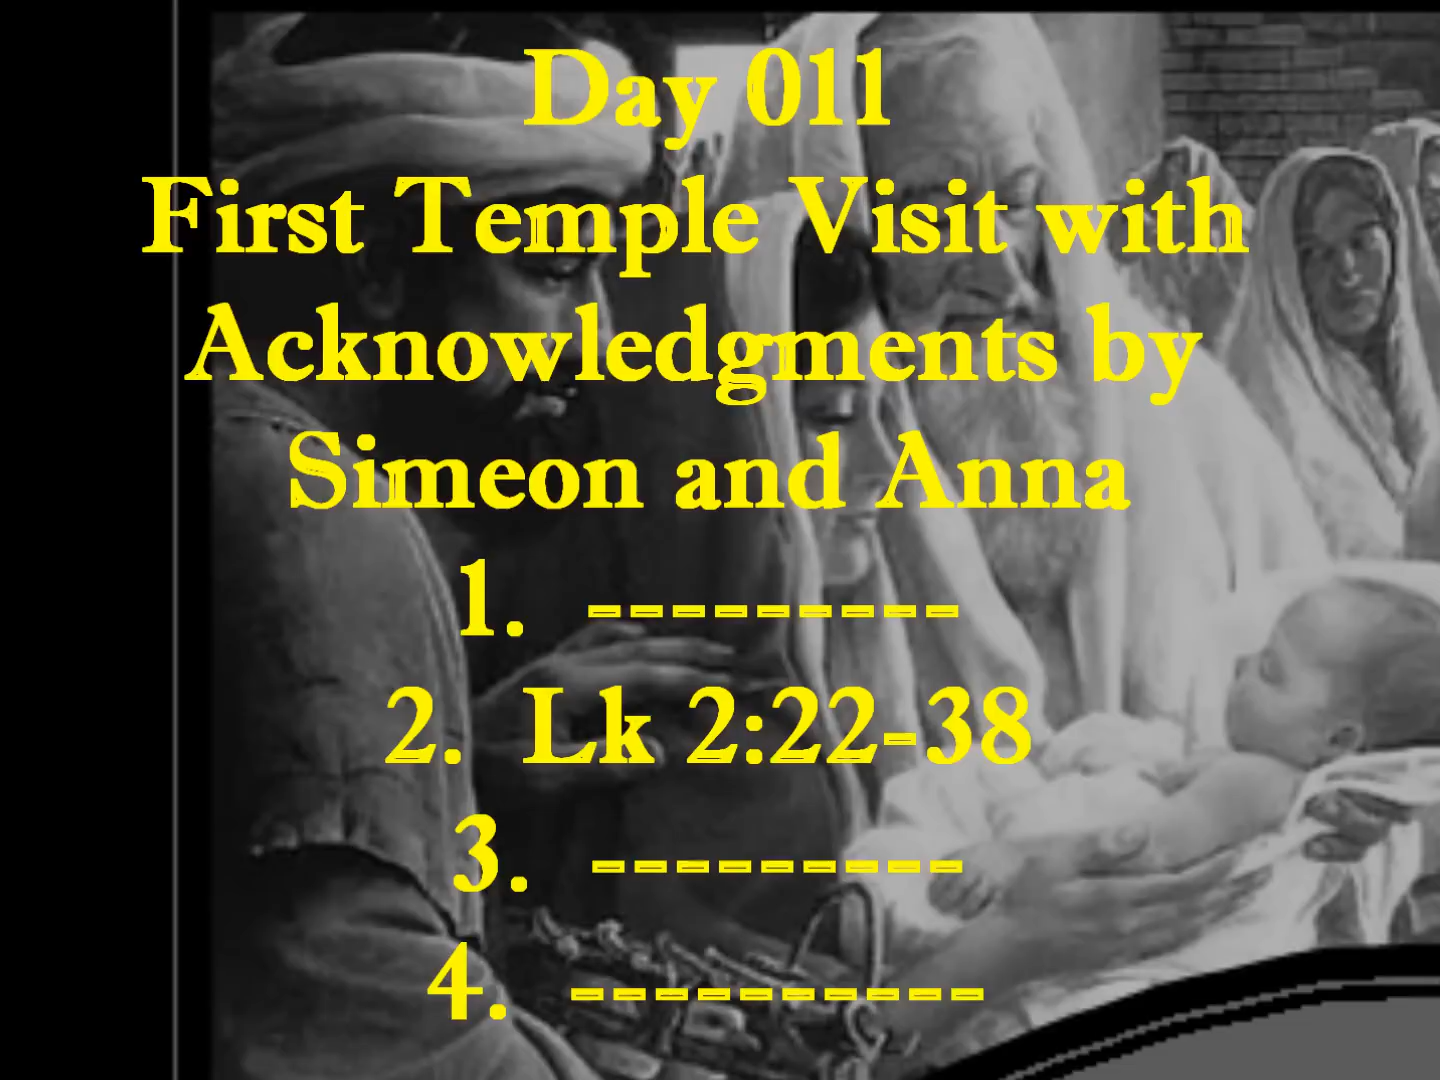 Day 011
First Temple Visit with
Acknowledgments by
Simeon and Anna
1. ---------
2. Lk 2:22-38
3. ---------
4. ----------